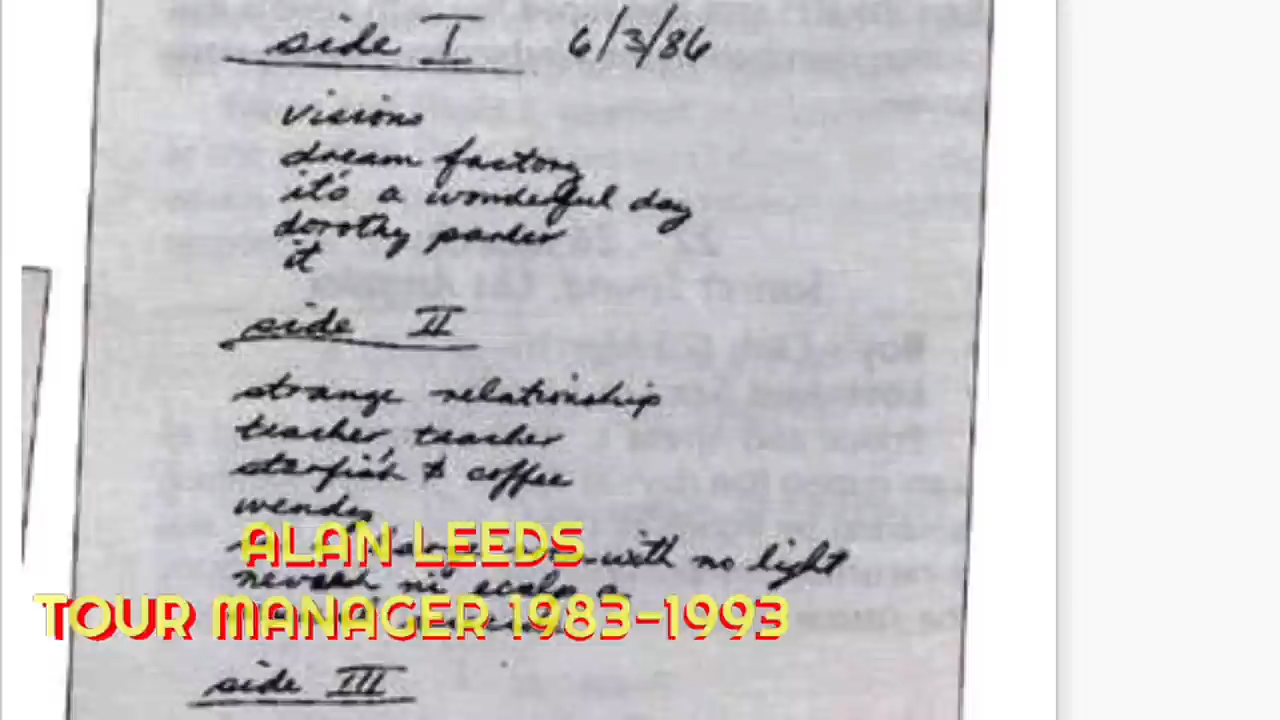 side I 6/3/86
visions
dream factory
it's a wonderful day
dorothy parker
it
side II
strange relationship
teacher, teacher
starfish & coffee
wendy
with no light
ALAN LEEDS
TOUR MANAGER 1983-1993
side III